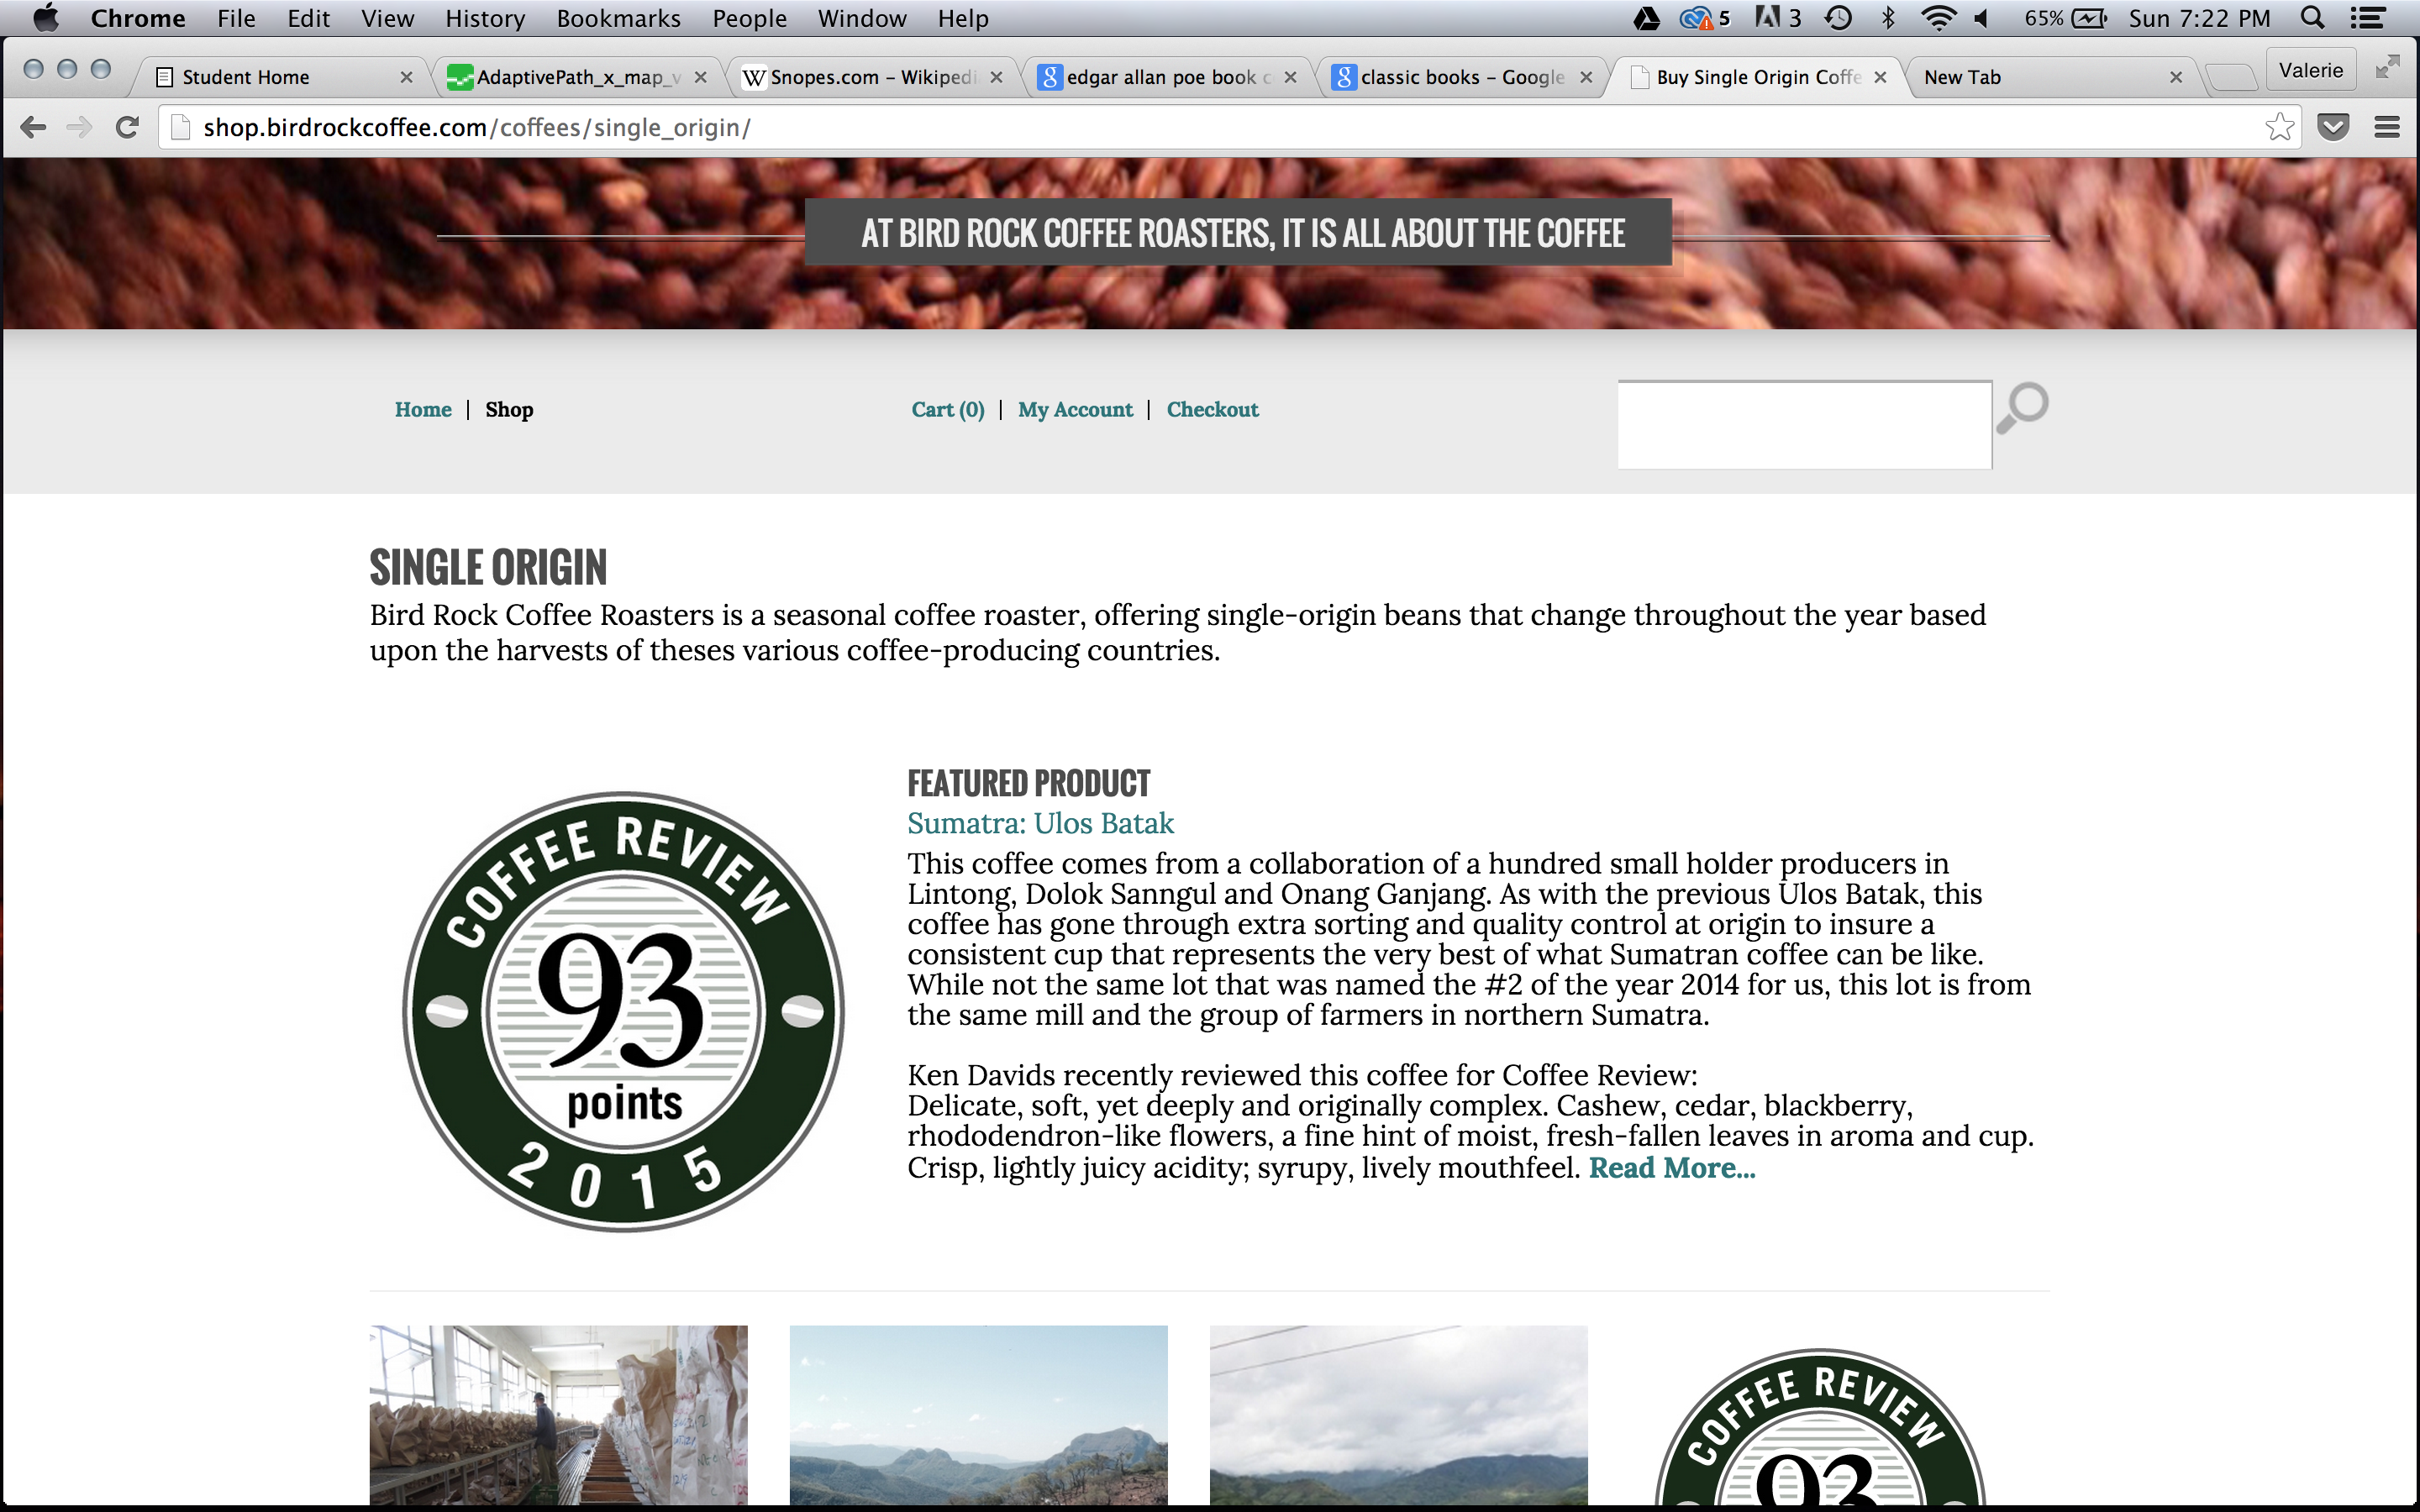 Chrome File Edit View History Bookmarks People Window Help 5 3 65% Sun 7:22 PM
Student Home AdaptivePath_x_map_v Snopes.com – Wikipedi edgar allan poe book c classic books – Google Buy Single Origin Coffe New Tab Valerie
shop.birdrockcoffee.com/coffees/single_origin/
AT BIRD ROCK COFFEE ROASTERS, IT IS ALL ABOUT THE COFFEE
Home | Shop Cart (0) | My Account | Checkout
SINGLE ORIGIN
Bird Rock Coffee Roasters is a seasonal coffee roaster, offering single-origin beans that change throughout the year based
upon the harvests of theses various coffee-producing countries.
COFFEE REVIEW
93
points
2015
FEATURED PRODUCT
Sumatra: Ulos Batak
This coffee comes from a collaboration of a hundred small holder producers in
Lintong, Dolok Sanngul and Onang Ganjang. As with the previous Ulos Batak, this
coffee has gone through extra sorting and quality control at origin to insure a
consistent cup that represents the very best of what Sumatran coffee can be like.
While not the same lot that was named the #2 of the year 2014 for us, this lot is from
the same mill and the group of farmers in northern Sumatra.
Ken Davids recently reviewed this coffee for Coffee Review:
Delicate, soft, yet deeply and originally complex. Cashew, cedar, blackberry,
rhododendron-like flowers, a fine hint of moist, fresh-fallen leaves in aroma and cup.
Crisp, lightly juicy acidity; syrupy, lively mouthfeel. Read More...
COFFEE REVIEW
93